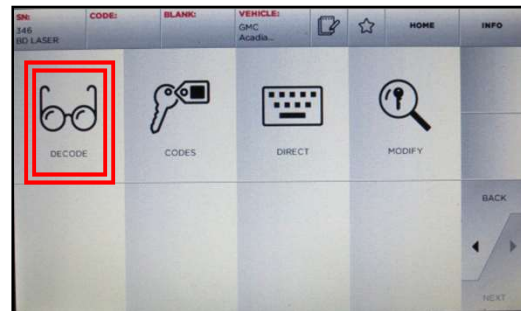 SN:
346
BD LASER
CODE:
BLANK:
VEHICLE:
GMC
Acadia...
HOME
INFO
DECODE
CODES
DIRECT
MODIFY
BACK
NEXT